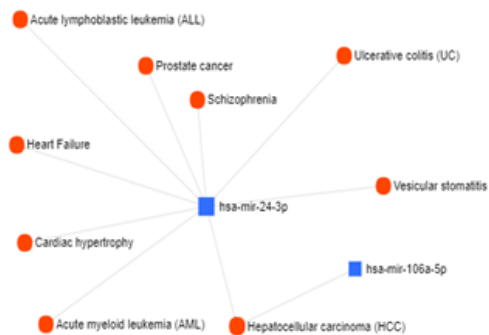 Acute lymphoblastic leukemia (ALL)
Ulcerative colitis (UC)
Prostate cancer
Schizophrenia
Heart Failure
Vesicular stomatitis
hsa-mir-24-3p
Cardiac hypertrophy
hsa-mir-106a-5p
Acute myeloid leukemia (AML)
Hepatocellular carcinoma (HCC)